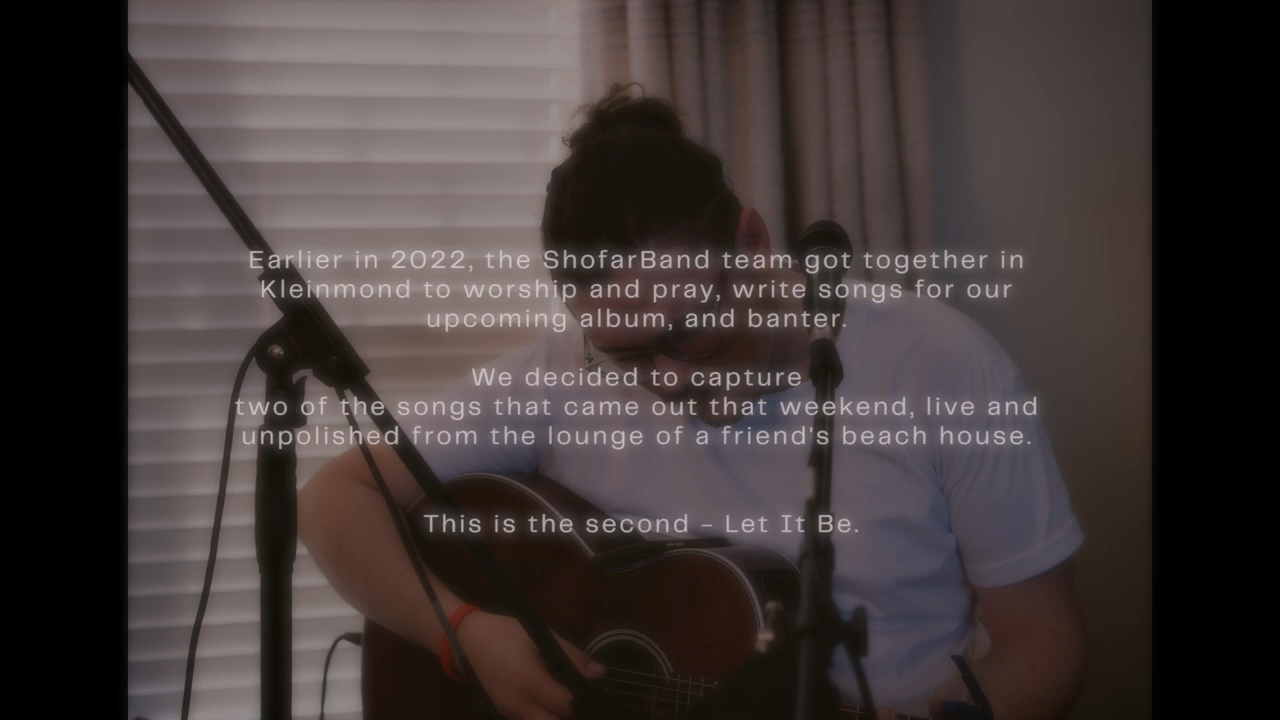 Earlier in 2022, the ShofarBand team got together in
Kleinmond to worship and pray, write songs for our
upcoming album, and banter.
We decided to capture
two of the songs that came out that weekend, live and
unpolished from the lounge of a friend's beach house.
This is the second – Let It Be.